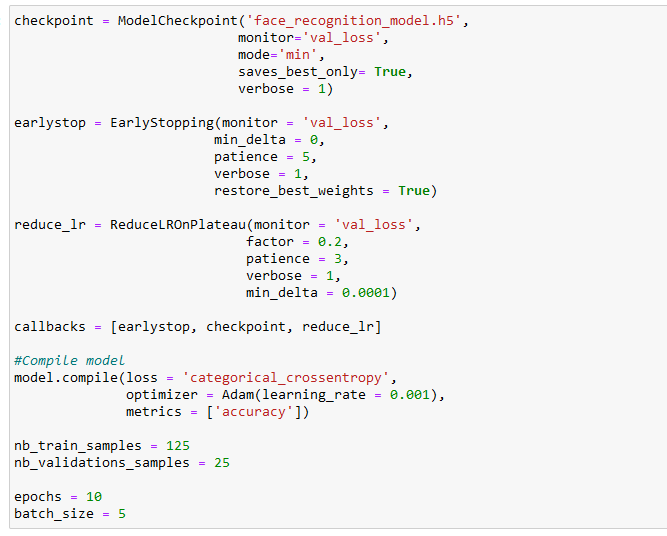 checkpoint = ModelCheckpoint('face_recognition_model.h5',
monitor='val_loss',
mode='min',
saves_best_only= True,
verbose = 1)
earlystop = EarlyStopping(monitor = 'val_loss',
min_delta = 0,
patience = 5,
verbose = 1,
restore_best_weights = True)
reduce_lr = ReduceLROnPlateau(monitor = 'val_loss',
factor = 0.2,
patience = 3,
verbose = 1,
min_delta = 0.0001)
callbacks = [earlystop, checkpoint, reduce_lr]
#Compile model
model.compile(loss = 'categorical_crossentropy',
optimizer = Adam(learning_rate = 0.001),
metrics = ['accuracy'])
nb_train_samples = 125
nb_validations_samples = 25
epochs = 10
batch_size = 5